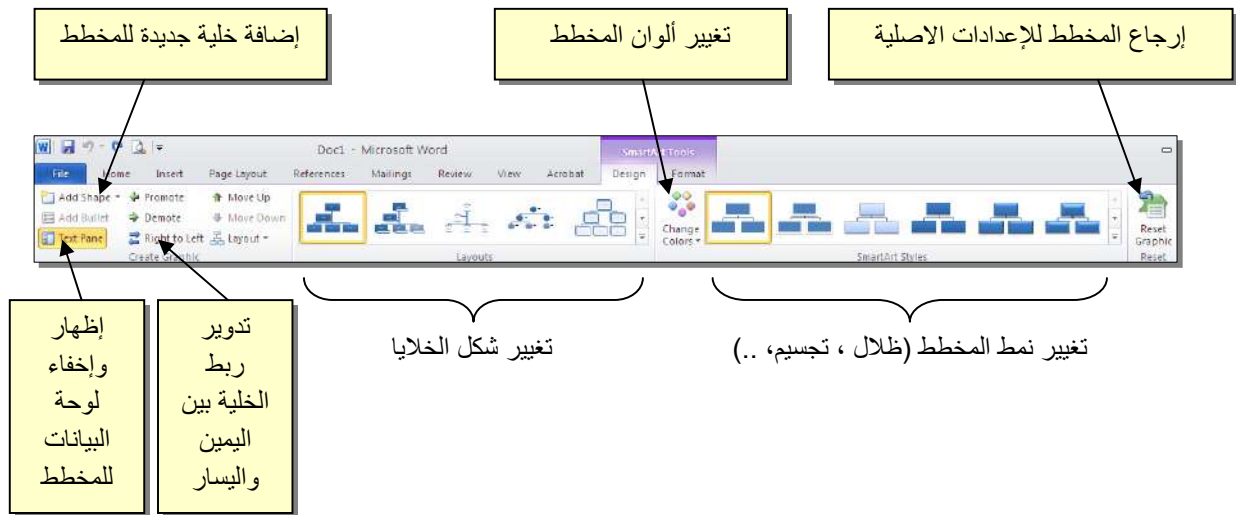 إضافة خلية جديدة للمخطط
تغيير ألوان المخطط
إرجاع المخطط للإعدادات الاصلية
Doc1 - Microsoft Word
SmartArt Tools
File Home Insert Page Layout References Mailings Review View Acrobat Design Format
Add Shape Promote Move Up
Add Bullet Demote Move Down
Text Pane Right to Left Layout
Create Graphic
Layouts
Change
Colors
SmartArt Styles
Reset
Graphic
Reset
إظهار
وإخفاء
لوحة
البيانات
للمخطط
تدوير
ربط
الخلية بين
اليمين
واليسار
تغيير شكل الخلايا
تغيير نمط المخطط (ظلال ، تجسيم، ..)